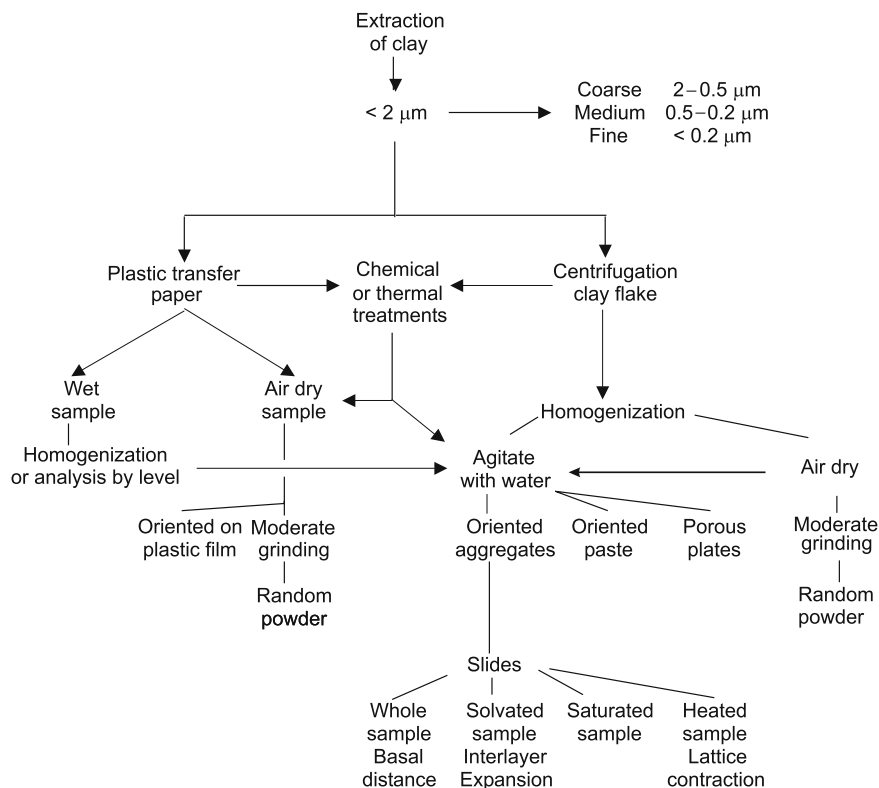 Extraction
of clay
< 2 μm
Coarse 2–0.5 μm
Medium 0.5–0.2 μm
Fine < 0.2 μm
Plastic transfer
paper
Chemical
or thermal
treatments
Centrifugation
clay flake
Wet
sample
Air dry
sample
Homogenization
Homogenization
or analysis by level
Agitate
with water
Air dry
Oriented on
plastic film
Moderate
grinding
Oriented
aggregates
Oriented
paste
Porous
plates
Moderate
grinding
Random
powder
Random
powder
Slides
Whole
sample
Basal
distance
Solvated
sample
Interlayer
Expansion
Saturated
sample
Heated
sample
Lattice
contraction